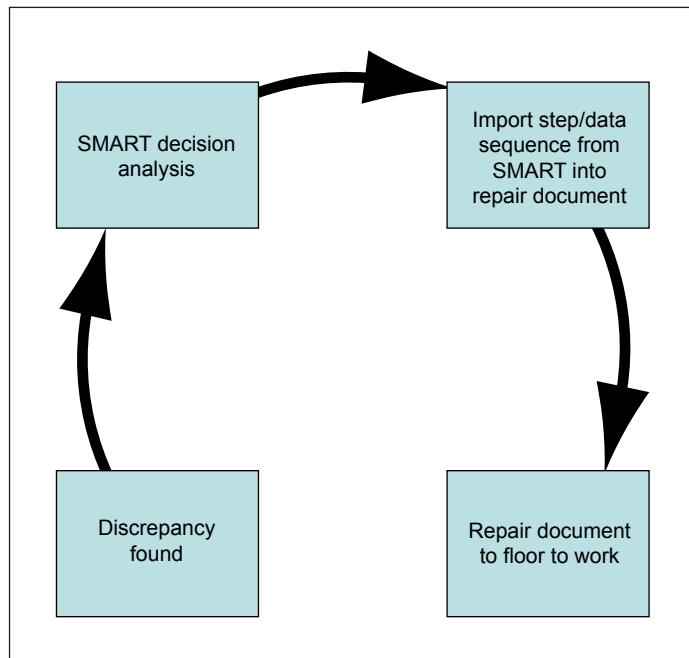 SMART decision
analysis
Import step/data
sequence from
SMART into
repair document
Discrepancy
found
Repair document
to floor to work